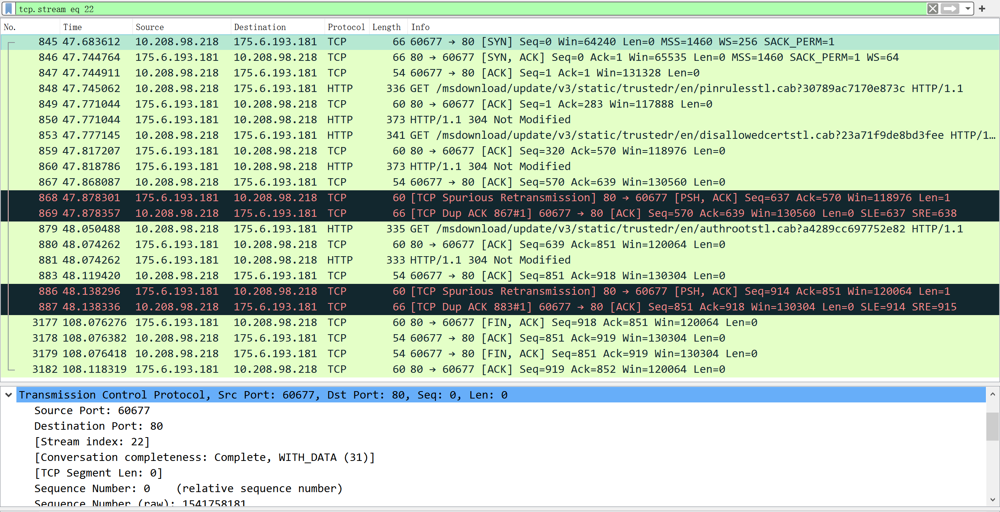 tcp.stream eq 22
No. Time Source Destination Protocol Length Info
845 47.683612 10.208.98.218 175.6.193.181 TCP 66 60677 → 80 [SYN] Seq=0 Win=64240 Len=0 MSS=1460 WS=256 SACK_PERM=1
846 47.744764 175.6.193.181 10.208.98.218 TCP 66 80 → 60677 [SYN, ACK] Seq=0 Ack=1 Win=65535 Len=0 MSS=1460 SACK_PERM=1 WS=64
847 47.744911 10.208.98.218 175.6.193.181 TCP 54 60677 → 80 [ACK] Seq=1 Ack=1 Win=131328 Len=0
848 47.745062 10.208.98.218 175.6.193.181 HTTP 336 GET /msdownload/update/v3/static/trustedr/en/pinrulesstl.cab?30789ac7170e873c HTTP/1.1
849 47.771044 175.6.193.181 10.208.98.218 TCP 60 80 → 60677 [ACK] Seq=1 Ack=283 Win=117888 Len=0
850 47.771044 175.6.193.181 10.208.98.218 HTTP 373 HTTP/1.1 304 Not Modified
853 47.777145 10.208.98.218 175.6.193.181 HTTP 341 GET /msdownload/update/v3/static/trustedr/en/disallowedcertstl.cab?23a71f9de8bd3fee HTTP/1…
859 47.817207 175.6.193.181 10.208.98.218 TCP 60 80 → 60677 [ACK] Seq=320 Ack=570 Win=118976 Len=0
860 47.818786 175.6.193.181 10.208.98.218 HTTP 373 HTTP/1.1 304 Not Modified
867 47.868087 10.208.98.218 175.6.193.181 TCP 54 60677 → 80 [ACK] Seq=570 Ack=639 Win=130560 Len=0
868 47.878301 175.6.193.181 10.208.98.218 TCP 60 [TCP Spurious Retransmission] 80 → 60677 [PSH, ACK] Seq=637 Ack=570 Win=118976 Len=1
869 47.878357 10.208.98.218 175.6.193.181 TCP 66 [TCP Dup ACK 867#1] 60677 → 80 [ACK] Seq=570 Ack=639 Win=130560 Len=0 SLE=637 SRE=638
879 48.050488 10.208.98.218 175.6.193.181 HTTP 335 GET /msdownload/update/v3/static/trustedr/en/authrootstl.cab?a4289cc697752e82 HTTP/1.1
880 48.074262 175.6.193.181 10.208.98.218 TCP 60 80 → 60677 [ACK] Seq=639 Ack=851 Win=120064 Len=0
881 48.074262 175.6.193.181 10.208.98.218 HTTP 333 HTTP/1.1 304 Not Modified
883 48.119420 10.208.98.218 175.6.193.181 TCP 54 60677 → 80 [ACK] Seq=851 Ack=918 Win=130304 Len=0
886 48.138296 175.6.193.181 10.208.98.218 TCP 60 [TCP Spurious Retransmission] 80 → 60677 [PSH, ACK] Seq=914 Ack=851 Win=120064 Len=1
887 48.138336 10.208.98.218 175.6.193.181 TCP 66 [TCP Dup ACK 883#1] 60677 → 80 [ACK] Seq=851 Ack=918 Win=130304 Len=0 SLE=914 SRE=915
3177 108.076276 175.6.193.181 10.208.98.218 TCP 60 80 → 60677 [FIN, ACK] Seq=918 Ack=851 Win=120064 Len=0
3178 108.076382 10.208.98.218 175.6.193.181 TCP 54 60677 → 80 [ACK] Seq=851 Ack=919 Win=130304 Len=0
3179 108.076418 10.208.98.218 175.6.193.181 TCP 54 60677 → 80 [FIN, ACK] Seq=851 Ack=919 Win=130304 Len=0
3182 108.118319 175.6.193.181 10.208.98.218 TCP 60 80 → 60677 [ACK] Seq=919 Ack=852 Win=120064 Len=0
Transmission Control Protocol, Src Port: 60677, Dst Port: 80, Seq: 0, Len: 0
Source Port: 60677
Destination Port: 80
[Stream index: 22]
[Conversation completeness: Complete, WITH_DATA (31)]
[TCP Segment Len: 0]
Sequence Number: 0 (relative sequence number)
Sequence Number (raw): 1541758181